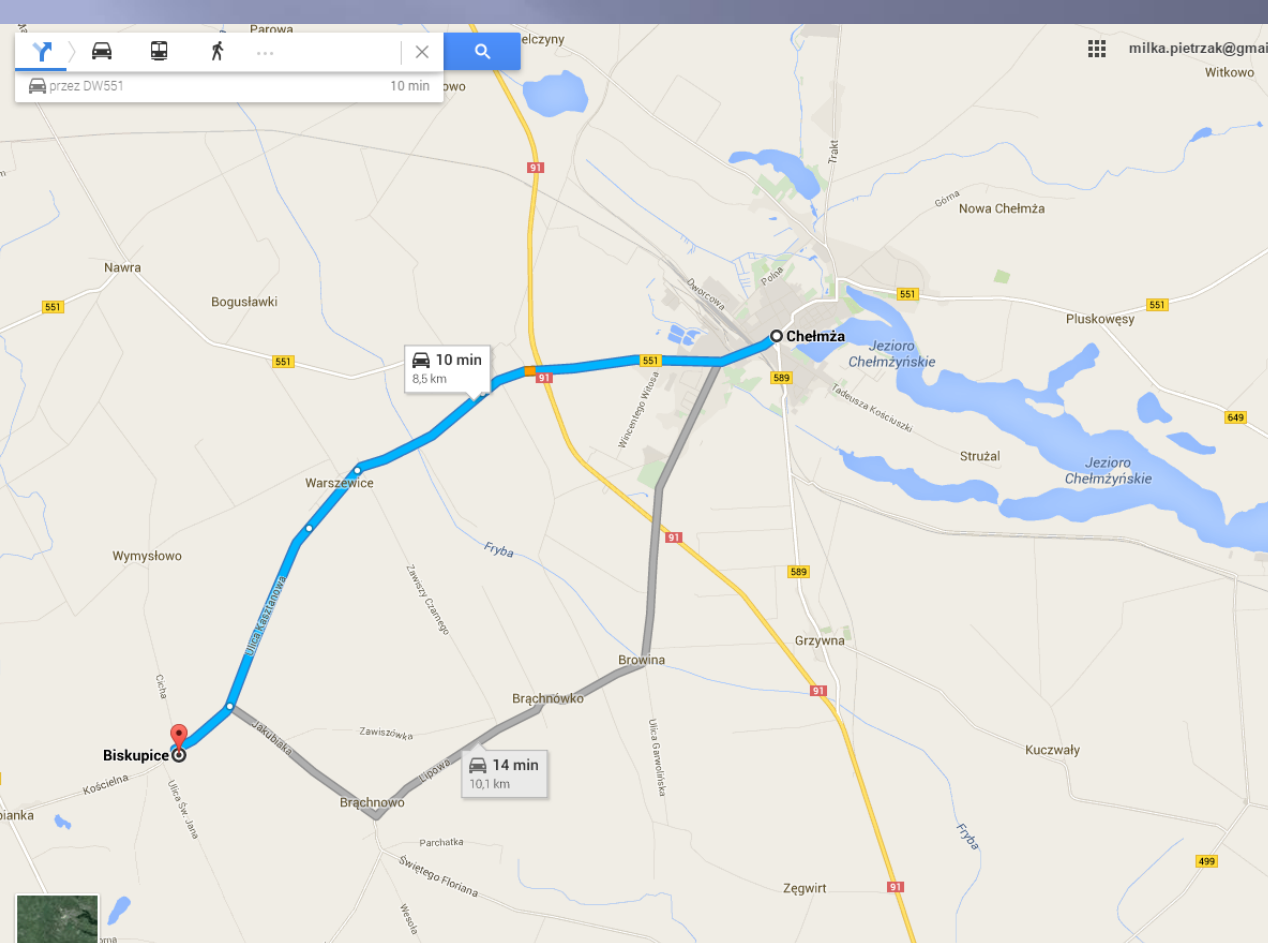 Parowa
elczyny
milka.pietrzak@gmai
przez DW551 10 min
owo
Witkowo
91
Trakt
Górna
Nowa Chełmża
Nawra
Polna
Dworcowa
Bogusławki
551
551
551
Pluskowęsy
Chełmża
Jezioro
Chełmżyńskie
10 min
8,5 km
551
551
91
589
Wincentego Witosa
Tadeusza Kościuszki
649
Strużal
Jezioro
Chełmżyńskie
Warszewice
91
Fryba
Wymysłowo
Zawiszy Czarnego
589
Ulica Kasztanowa
Grzywna
Browina
Cicha
91
Brąchnówko
Jakubiaka
Zawiszówka
Ulica Garwolińska
Biskupice
Kuczwały
14 min
10,1 km
Lipowa
Kościelna
Ulica Św. Jana
Brąchnowo
pianka
Parchatka
Fryba
499
Świętego Floriana
Zęgwirt
91
Wesoła